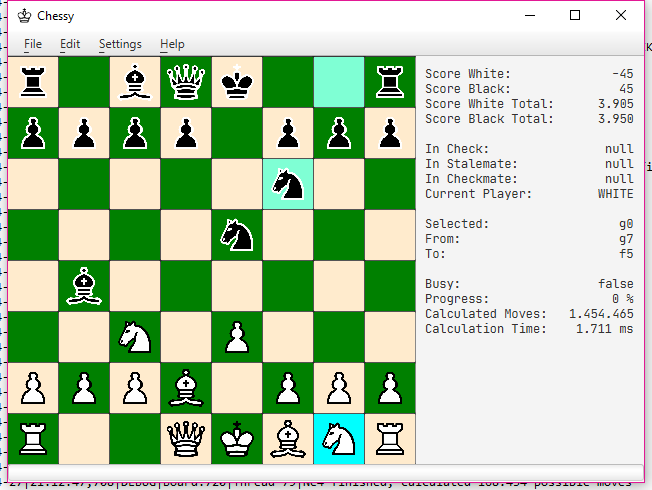 Chessy
File Edit Settings Help
Score White: -45
Score Black: 45
Score White Total: 3.905
Score Black Total: 3.950
In Check: null
In Stalemate: null
In Checkmate: null
Current Player: WHITE
Selected: g0
From: g7
To: f5
Busy: false
Progress: 0 %
Calculated Moves: 1.454.465
Calculation Time: 1.711 ms